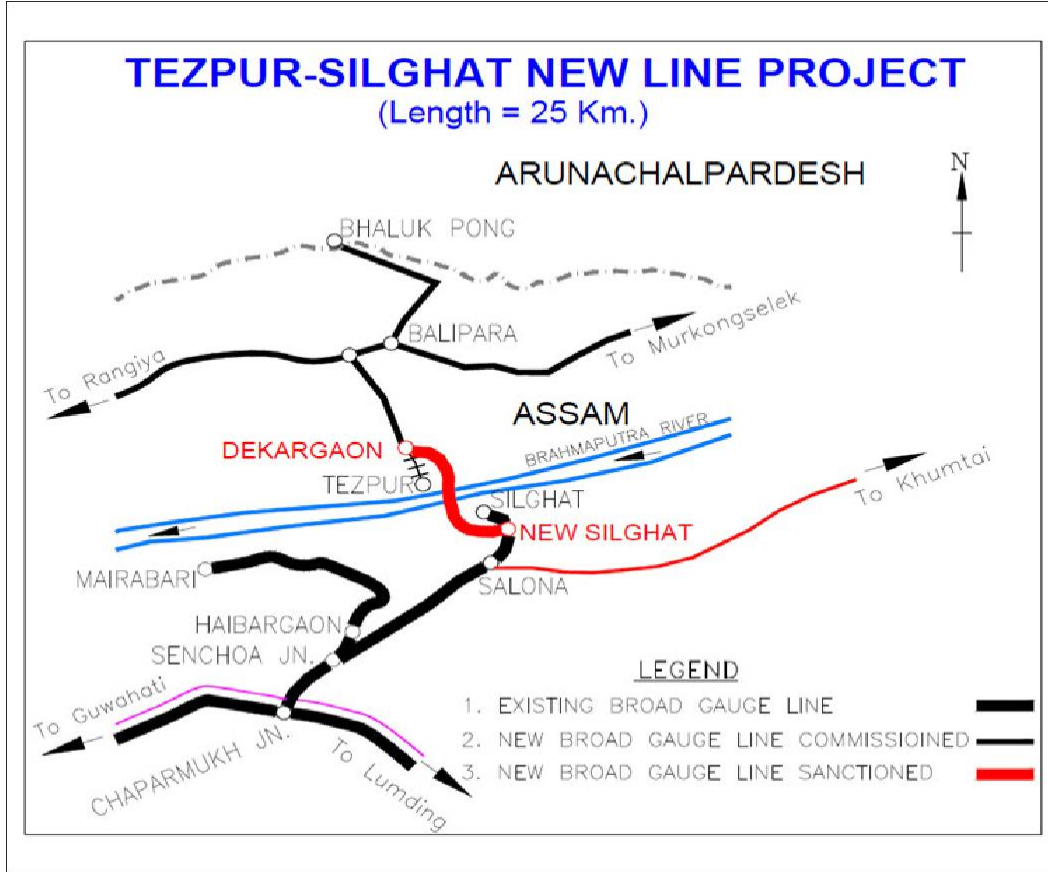 TEZPUR-SILGHAT NEW LINE PROJECT
(Length = 25 Km.)
ARUNACHALPARDESH
N
BHALUK PONG
BALIPARA
To Murkongselek
To Rangiya
ASSAM
BRAHMAPUTRA RIVER
DEKARGAON
TEZPUR
To Khumtai
SILGHAT
NEW SILGHAT
MAIRABARI
SALONA
HAIBARGAON
SENCHOA JN.
To Guwahati
CHAPARMUKH JN.
To Lumding
LEGEND
1. EXISTING BROAD GAUGE LINE
2. NEW BROAD GAUGE LINE COMMISSIOINED
3. NEW BROAD GAUGE LINE SANCTIONED